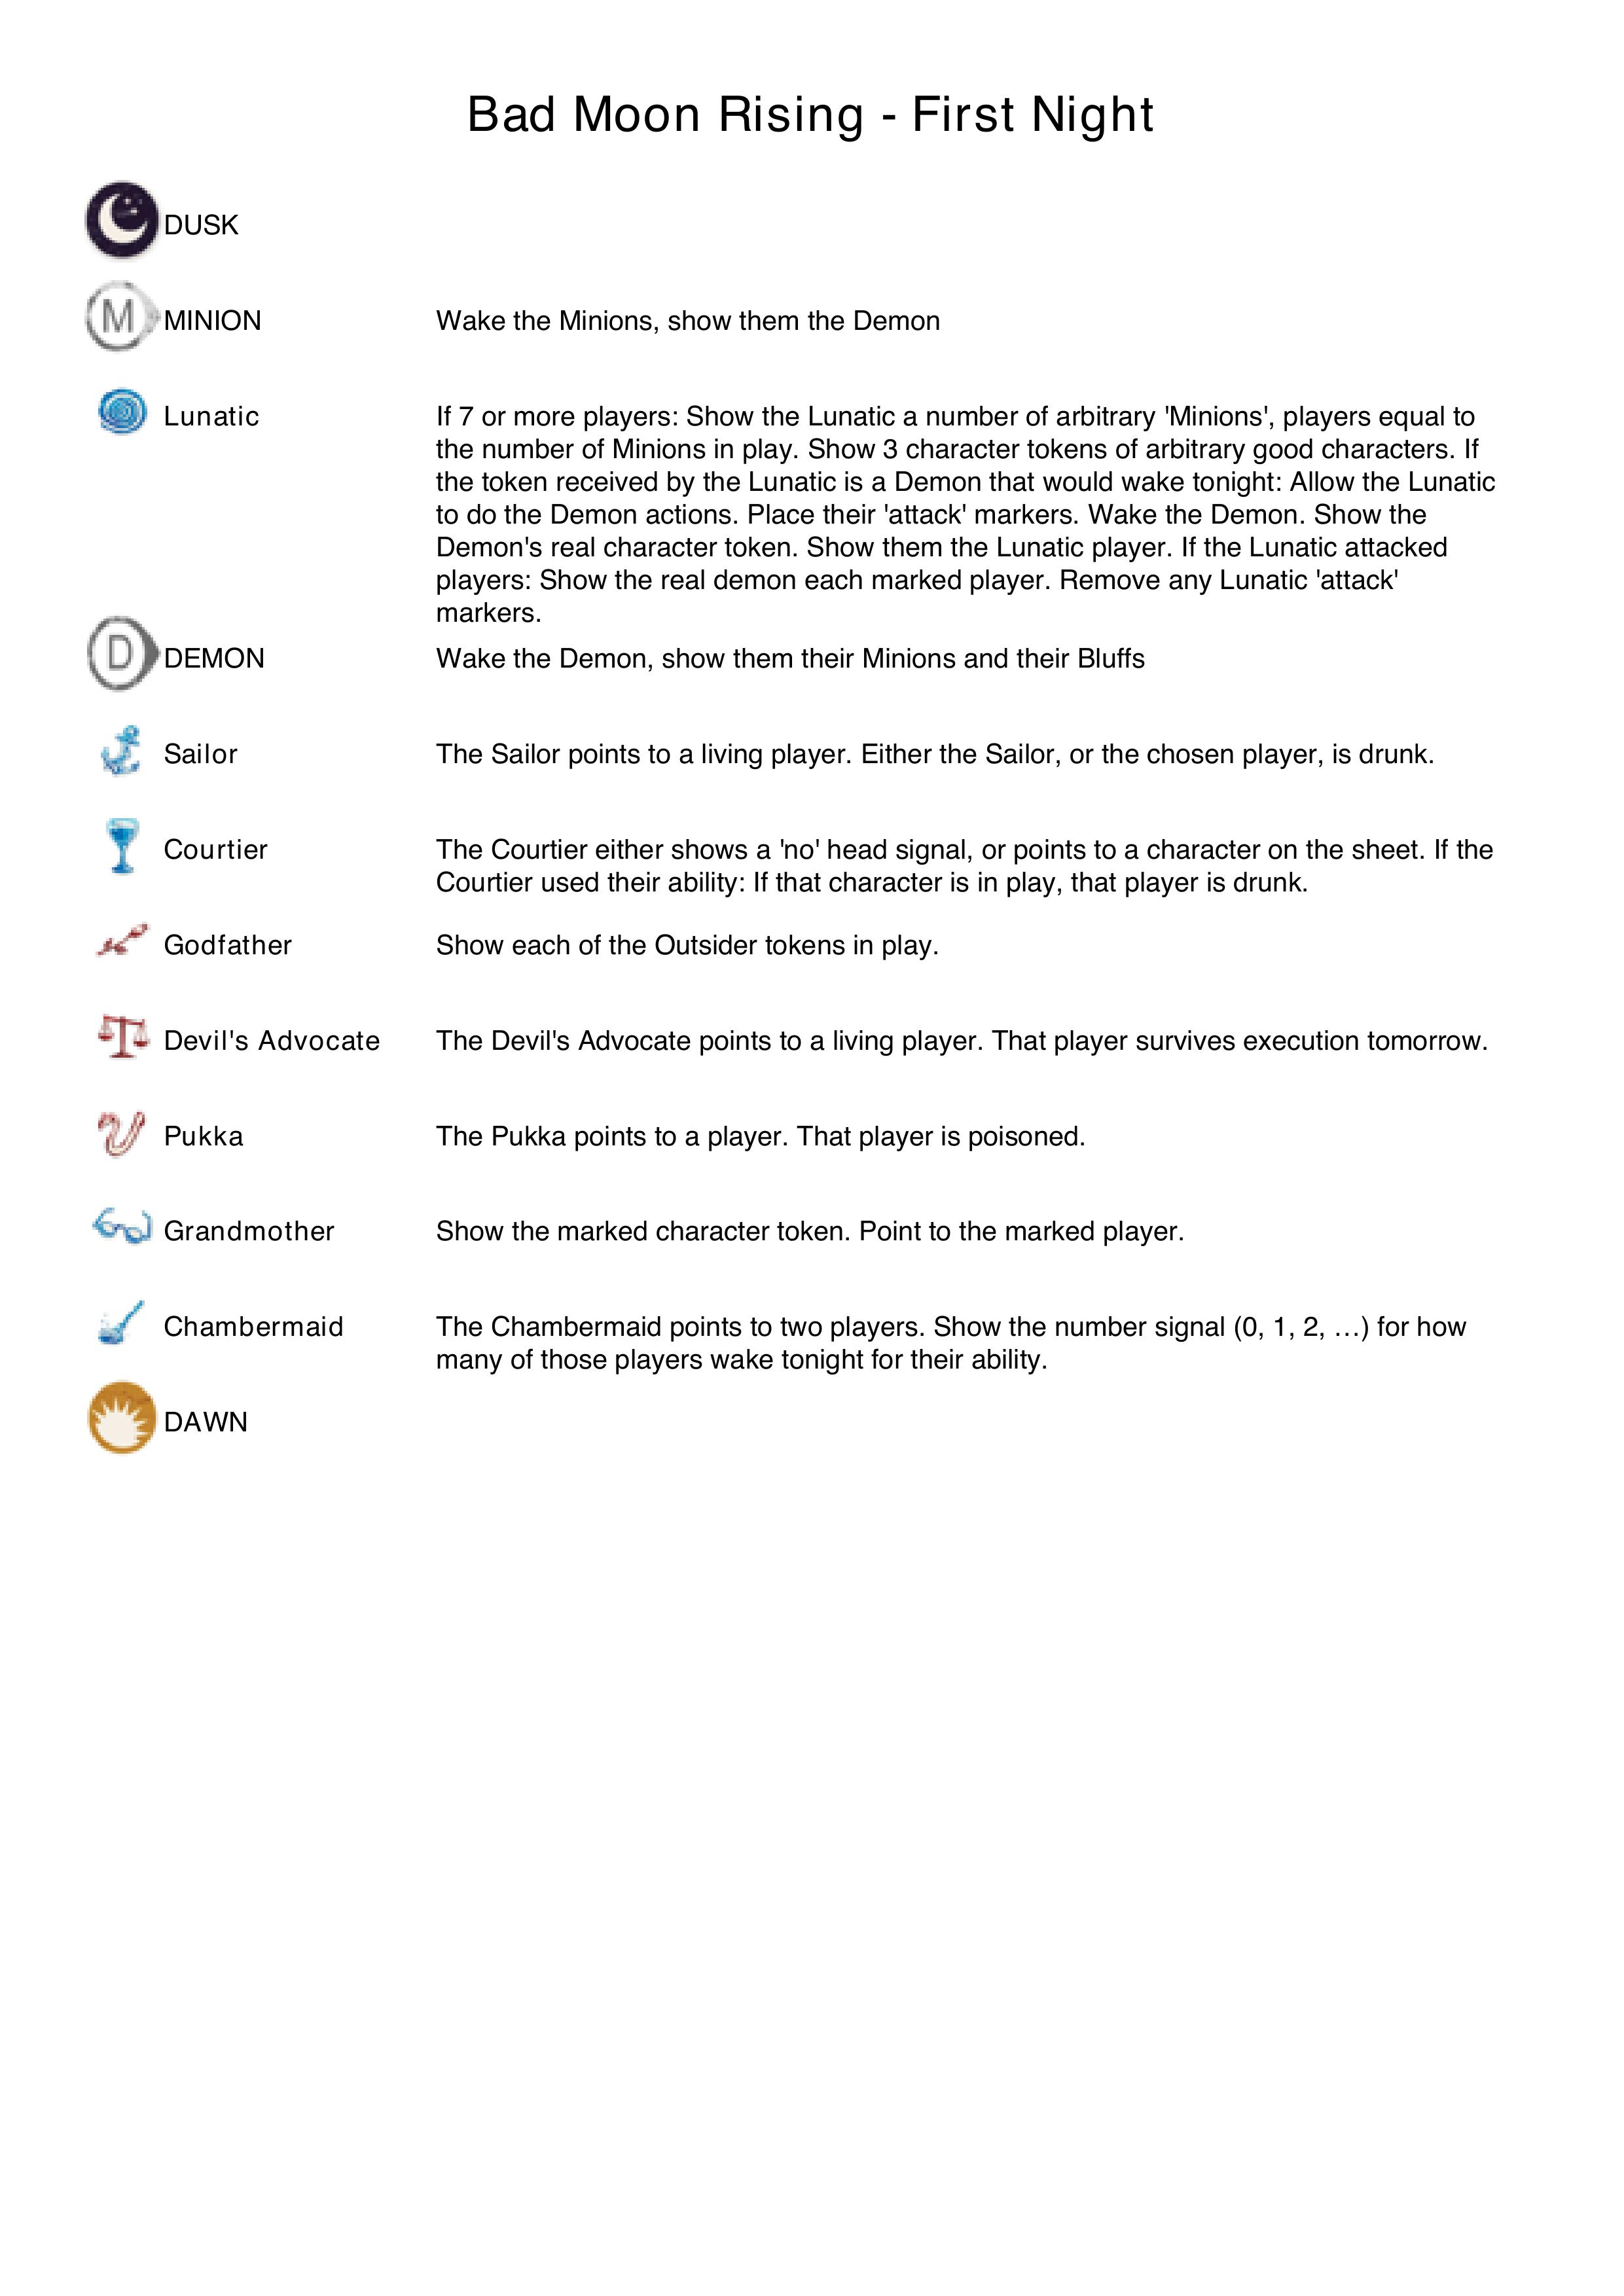 Bad Moon Rising - First Night
DUSK
M MINION Wake the Minions, show them the Demon
Lunatic If 7 or more players: Show the Lunatic a number of arbitrary 'Minions', players equal to
the number of Minions in play. Show 3 character tokens of arbitrary good characters. If
the token received by the Lunatic is a Demon that would wake tonight: Allow the Lunatic
to do the Demon actions. Place their 'attack' markers. Wake the Demon. Show the
Demon's real character token. Show them the Lunatic player. If the Lunatic attacked
players: Show the real demon each marked player. Remove any Lunatic 'attack'
markers.
D DEMON Wake the Demon, show them their Minions and their Bluffs
Sailor The Sailor points to a living player. Either the Sailor, or the chosen player, is drunk.
Courtier The Courtier either shows a 'no' head signal, or points to a character on the sheet. If the
Courtier used their ability: If that character is in play, that player is drunk.
Godfather Show each of the Outsider tokens in play.
Devil's Advocate The Devil's Advocate points to a living player. That player survives execution tomorrow.
Pukka The Pukka points to a player. That player is poisoned.
Grandmother Show the marked character token. Point to the marked player.
Chambermaid The Chambermaid points to two players. Show the number signal (0, 1, 2, …) for how
many of those players wake tonight for their ability.
DAWN